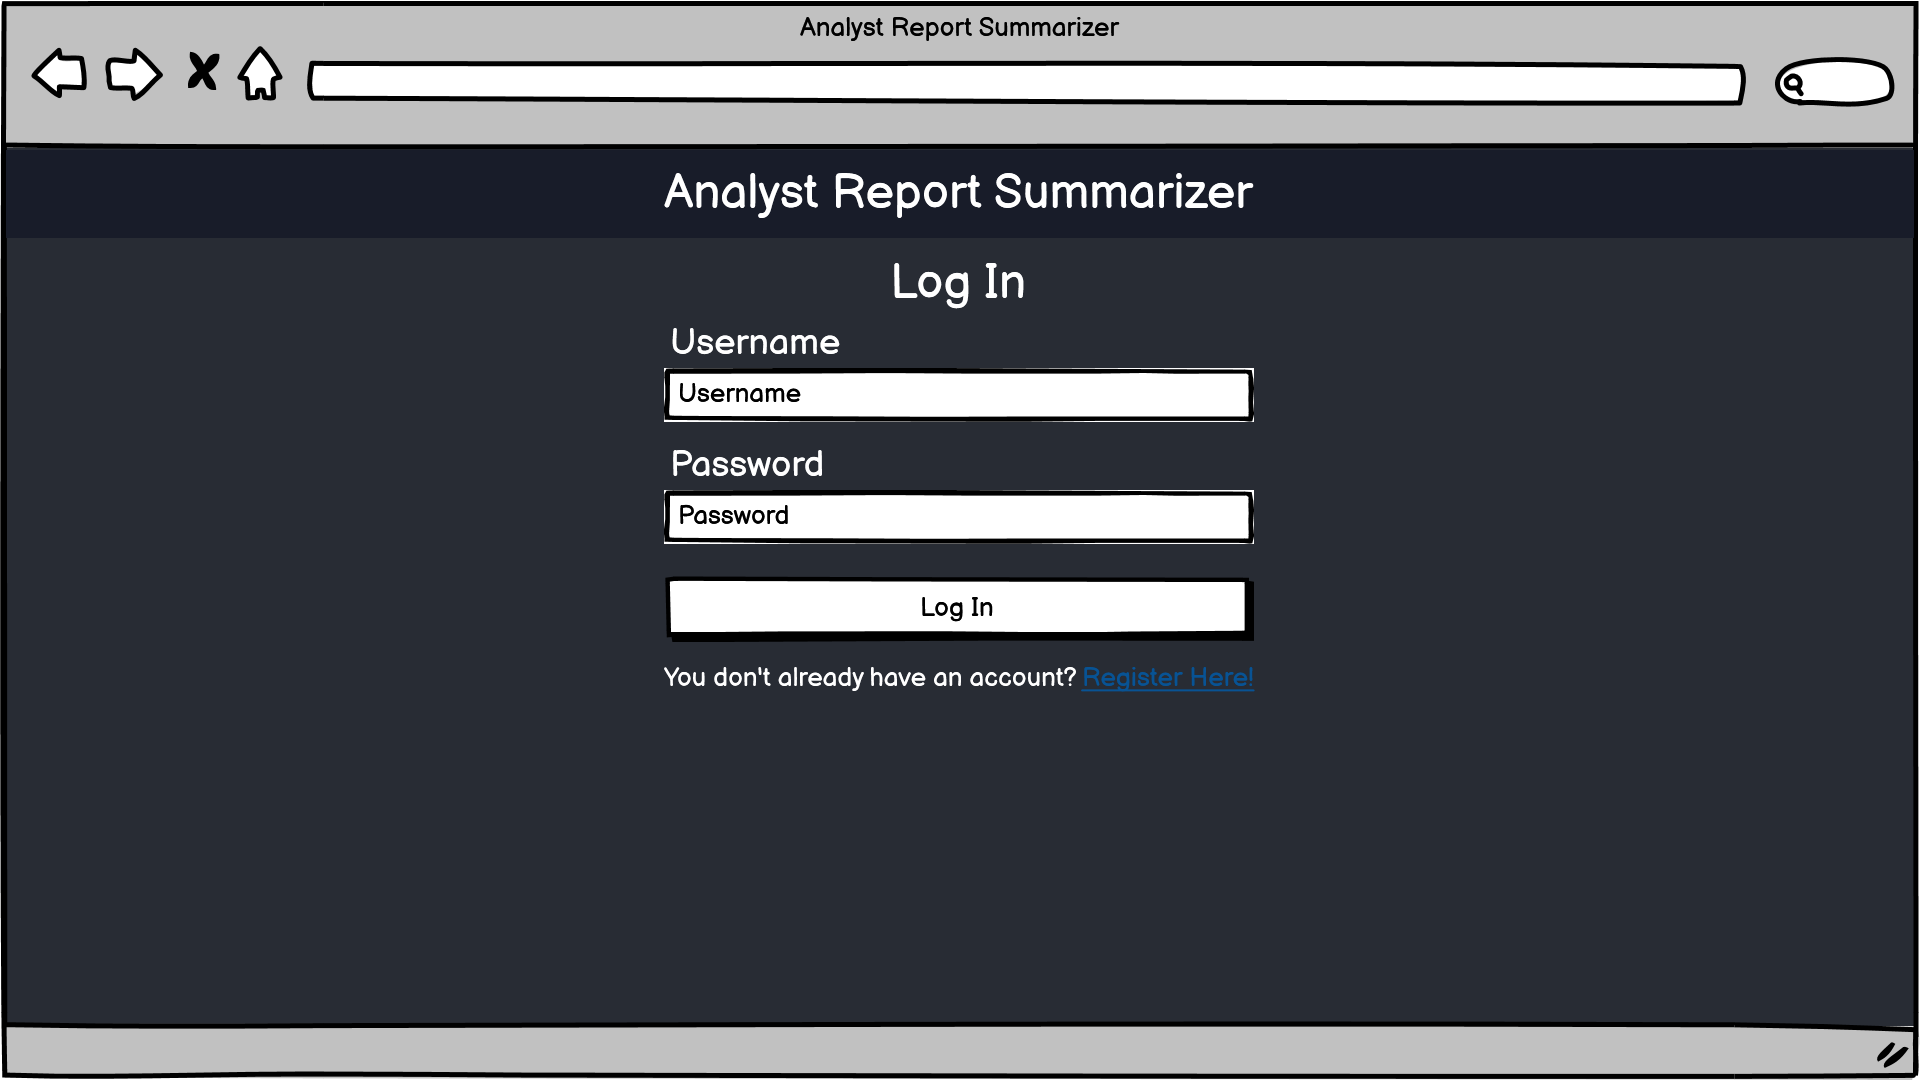 Analyst Report Summarizer
Analyst Report Summarizer
Log In
Username
Username
Password
Password
Log In
You don't already have an account? Register Here!